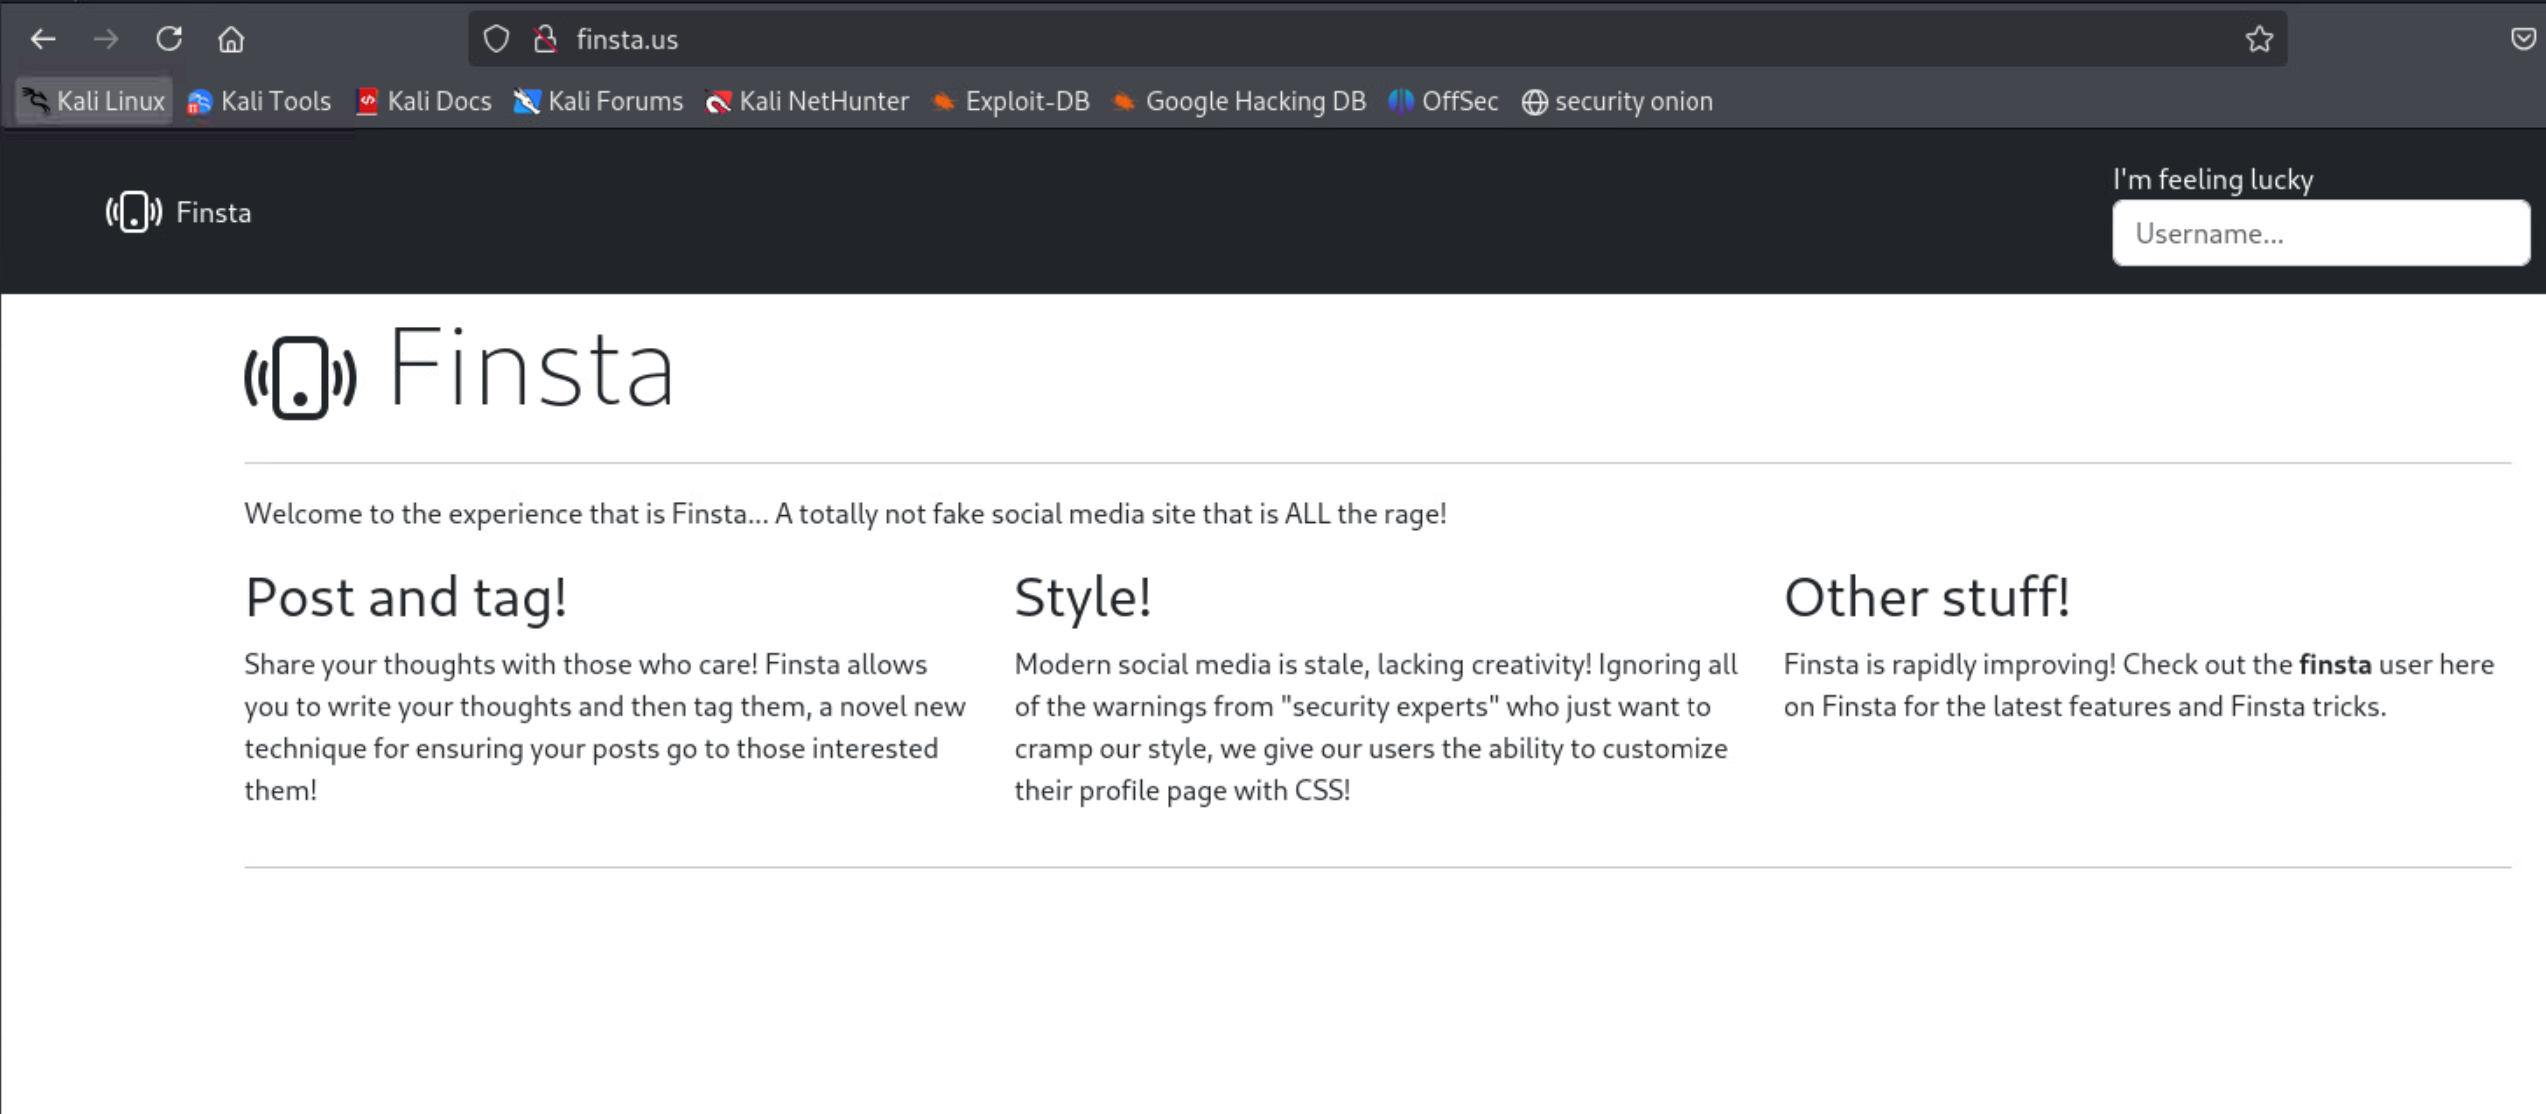 finsta.us
Kali Linux Kali Tools Kali Docs Kali Forums Kali NetHunter Exploit-DB Google Hacking DB OffSec security onion
Finsta
I'm feeling lucky
Username...
Finsta
Welcome to the experience that is Finsta... A totally not fake social media site that is ALL the rage!
Post and tag!
Share your thoughts with those who care! Finsta allows
you to write your thoughts and then tag them, a novel new
technique for ensuring your posts go to those interested
them!
Style!
Modern social media is stale, lacking creativity! Ignoring all
of the warnings from "security experts" who just want to
cramp our style, we give our users the ability to customize
their profile page with CSS!
Other stuff!
Finsta is rapidly improving! Check out the finsta user here
on Finsta for the latest features and Finsta tricks.